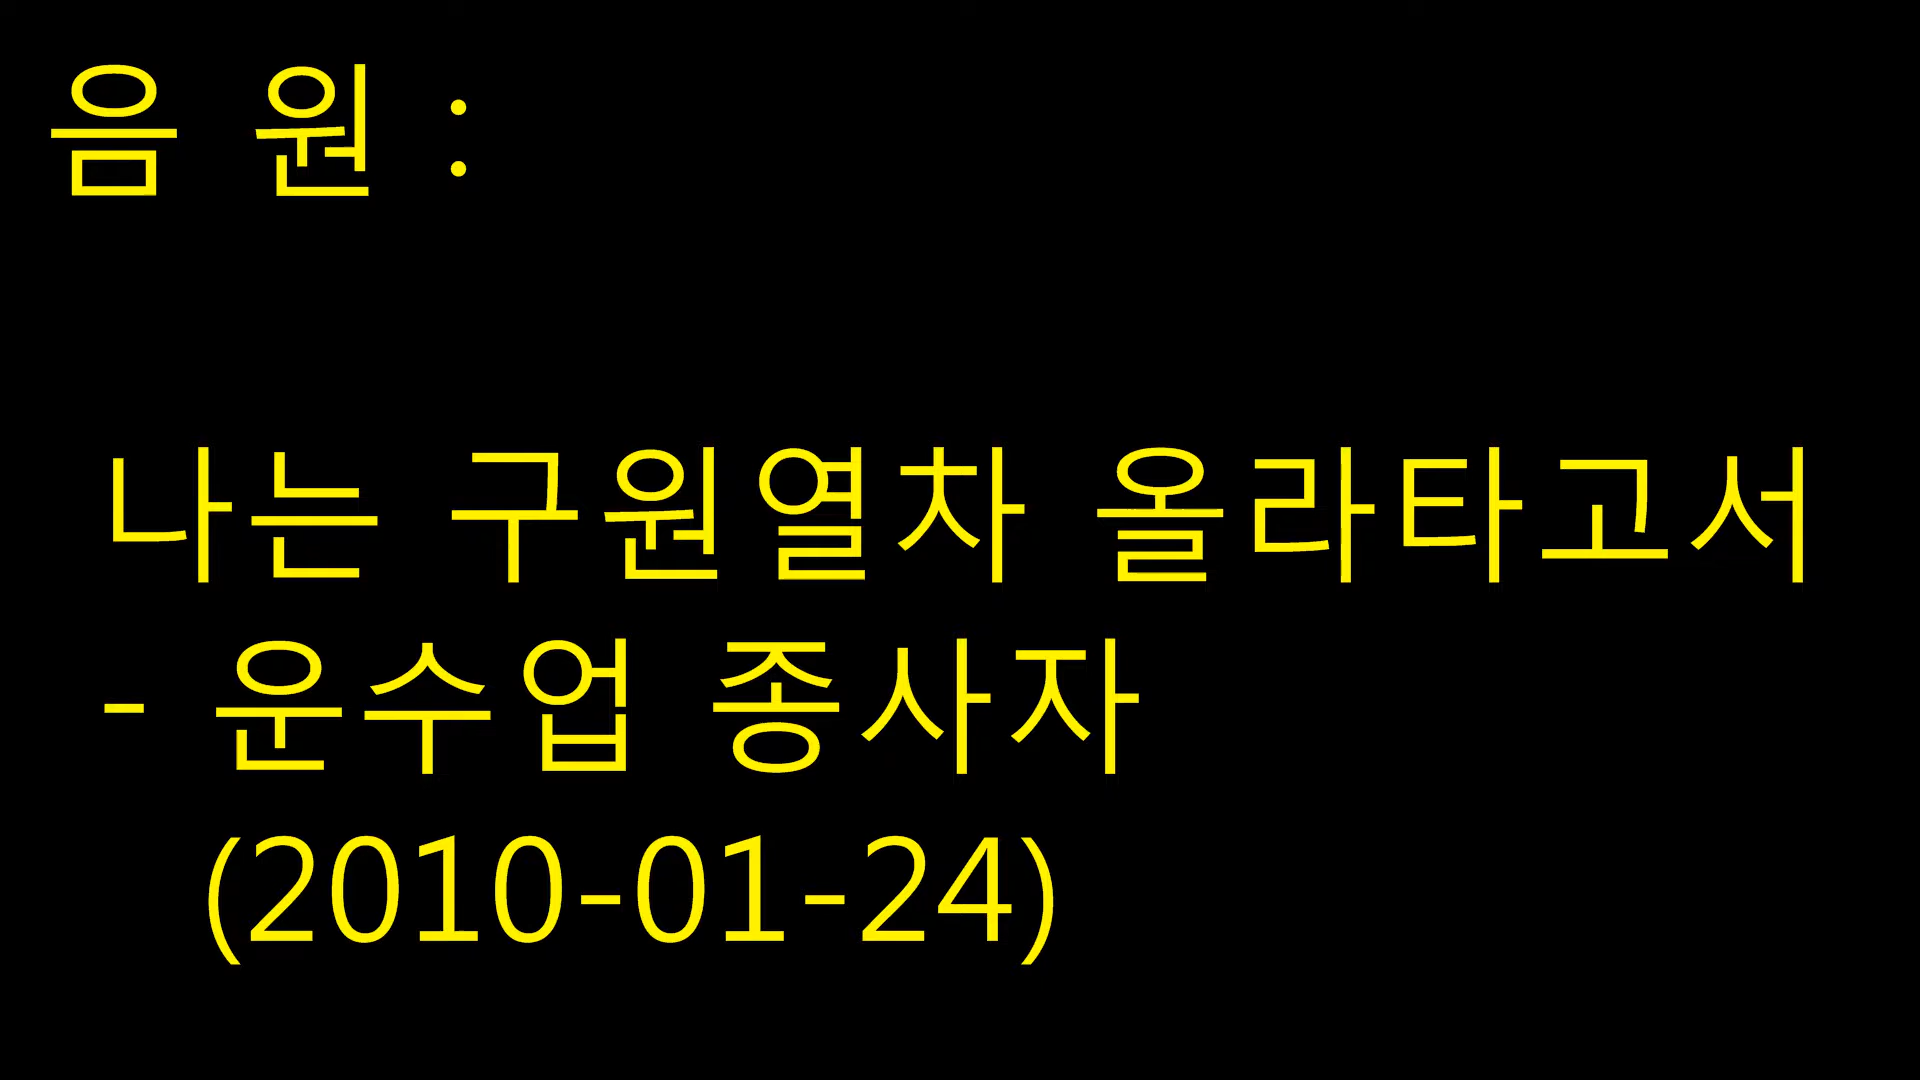 음 원 :
나는 구원열차 올라타고서
- 운수업 종사자
(2010-01-24)